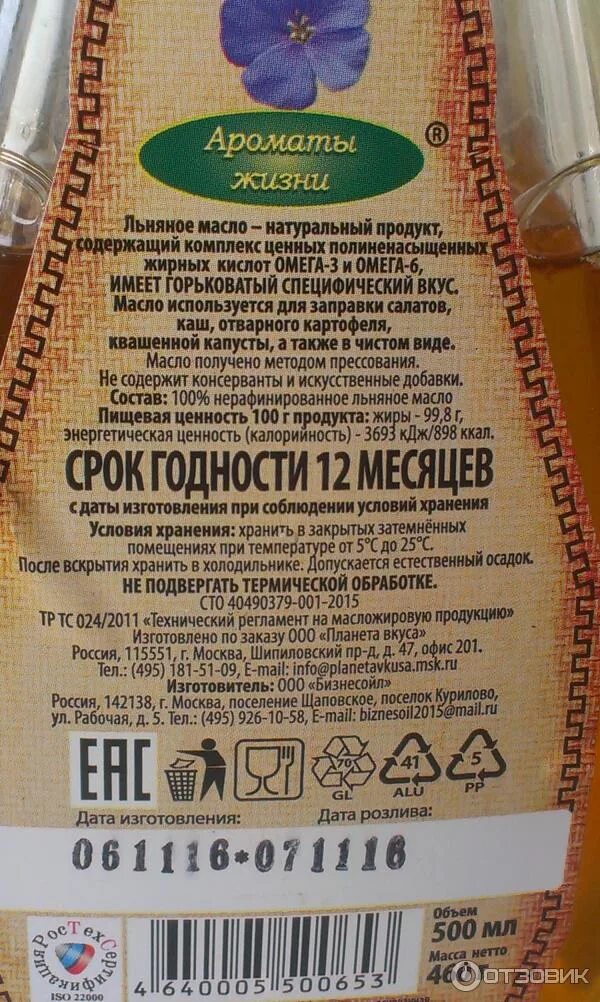 Ароматы
жизни
®
Льняное масло – натуральный продукт,
содержащий комплекс ценных полиненасыщенных
жирных кислот ОМЕГА-3 и ОМЕГА-6,
ИМЕЕТ ГОРЬКОВАТЫЙ СПЕЦИФИЧЕСКИЙ ВКУС.
Масло используется для заправки салатов,
каш, отварного картофеля,
квашенной капусты, а также в чистом виде.
Масло получено методом прессования.
Не содержит консерванты и искусственные добавки.
Состав: 100% нерафинированное льняное масло
Пищевая ценность 100 г продукта: жиры - 99,8 г,
энергетическая ценность (калорийность) - 3693 кДж/898 ккал.
СРОК ГОДНОСТИ 12 МЕСЯЦЕВ
с даты изготовления при соблюдении условий хранения
Условия хранения: хранить в закрытых затемнённых
помещениях при температуре от 5°С до 25°С.
После вскрытия хранить в холодильнике. Допускается естественный осадок.
НЕ ПОДВЕРГАТЬ ТЕРМИЧЕСКОЙ ОБРАБОТКЕ.
СТО 40490379-001-2015
ТР ТС 024/2011 «Технический регламент на масложировую продукцию»
Изготовлено по заказу ООО «Планета вкуса»
Россия, 115551, г. Москва, Шипиловский пр-д, д. 47, офис 201.
Тел.: (495) 181-51-09, E-mail: info@planetavkusa.msk.ru
Изготовитель: ООО «Бизнесойл»
Россия, 142138, г. Москва, поселение Щаповское, поселок Курилово,
ул. Рабочая, д. 5. Тел.: (495) 926-10-58, E-mail: biznesoil2015@mail.ru
ЕАС
70 41 5
GL ALU PP
Дата изготовления: Дата розлива:
061116*071116
РосТехСертификация
ISO 22000
4 640005 500653
Объем
500 мл
Масса нетто
460 г
ОТЗОВИК